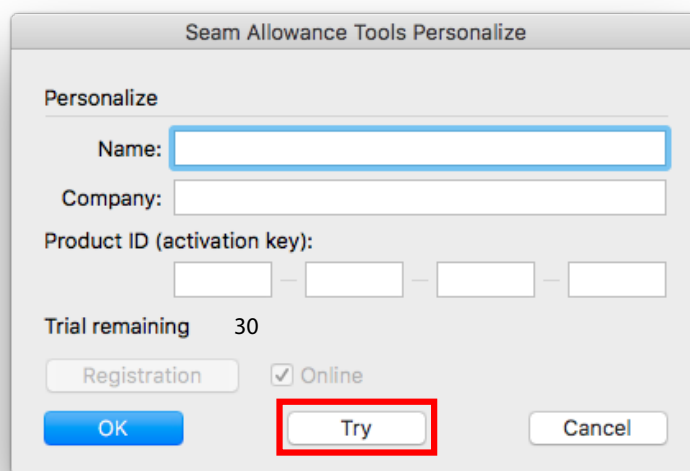 Seam Allowance Tools Personalize
Personalize
Name:
Company:
Product ID (activation key):
Trial remaining 30
Registration Online
OK Try Cancel